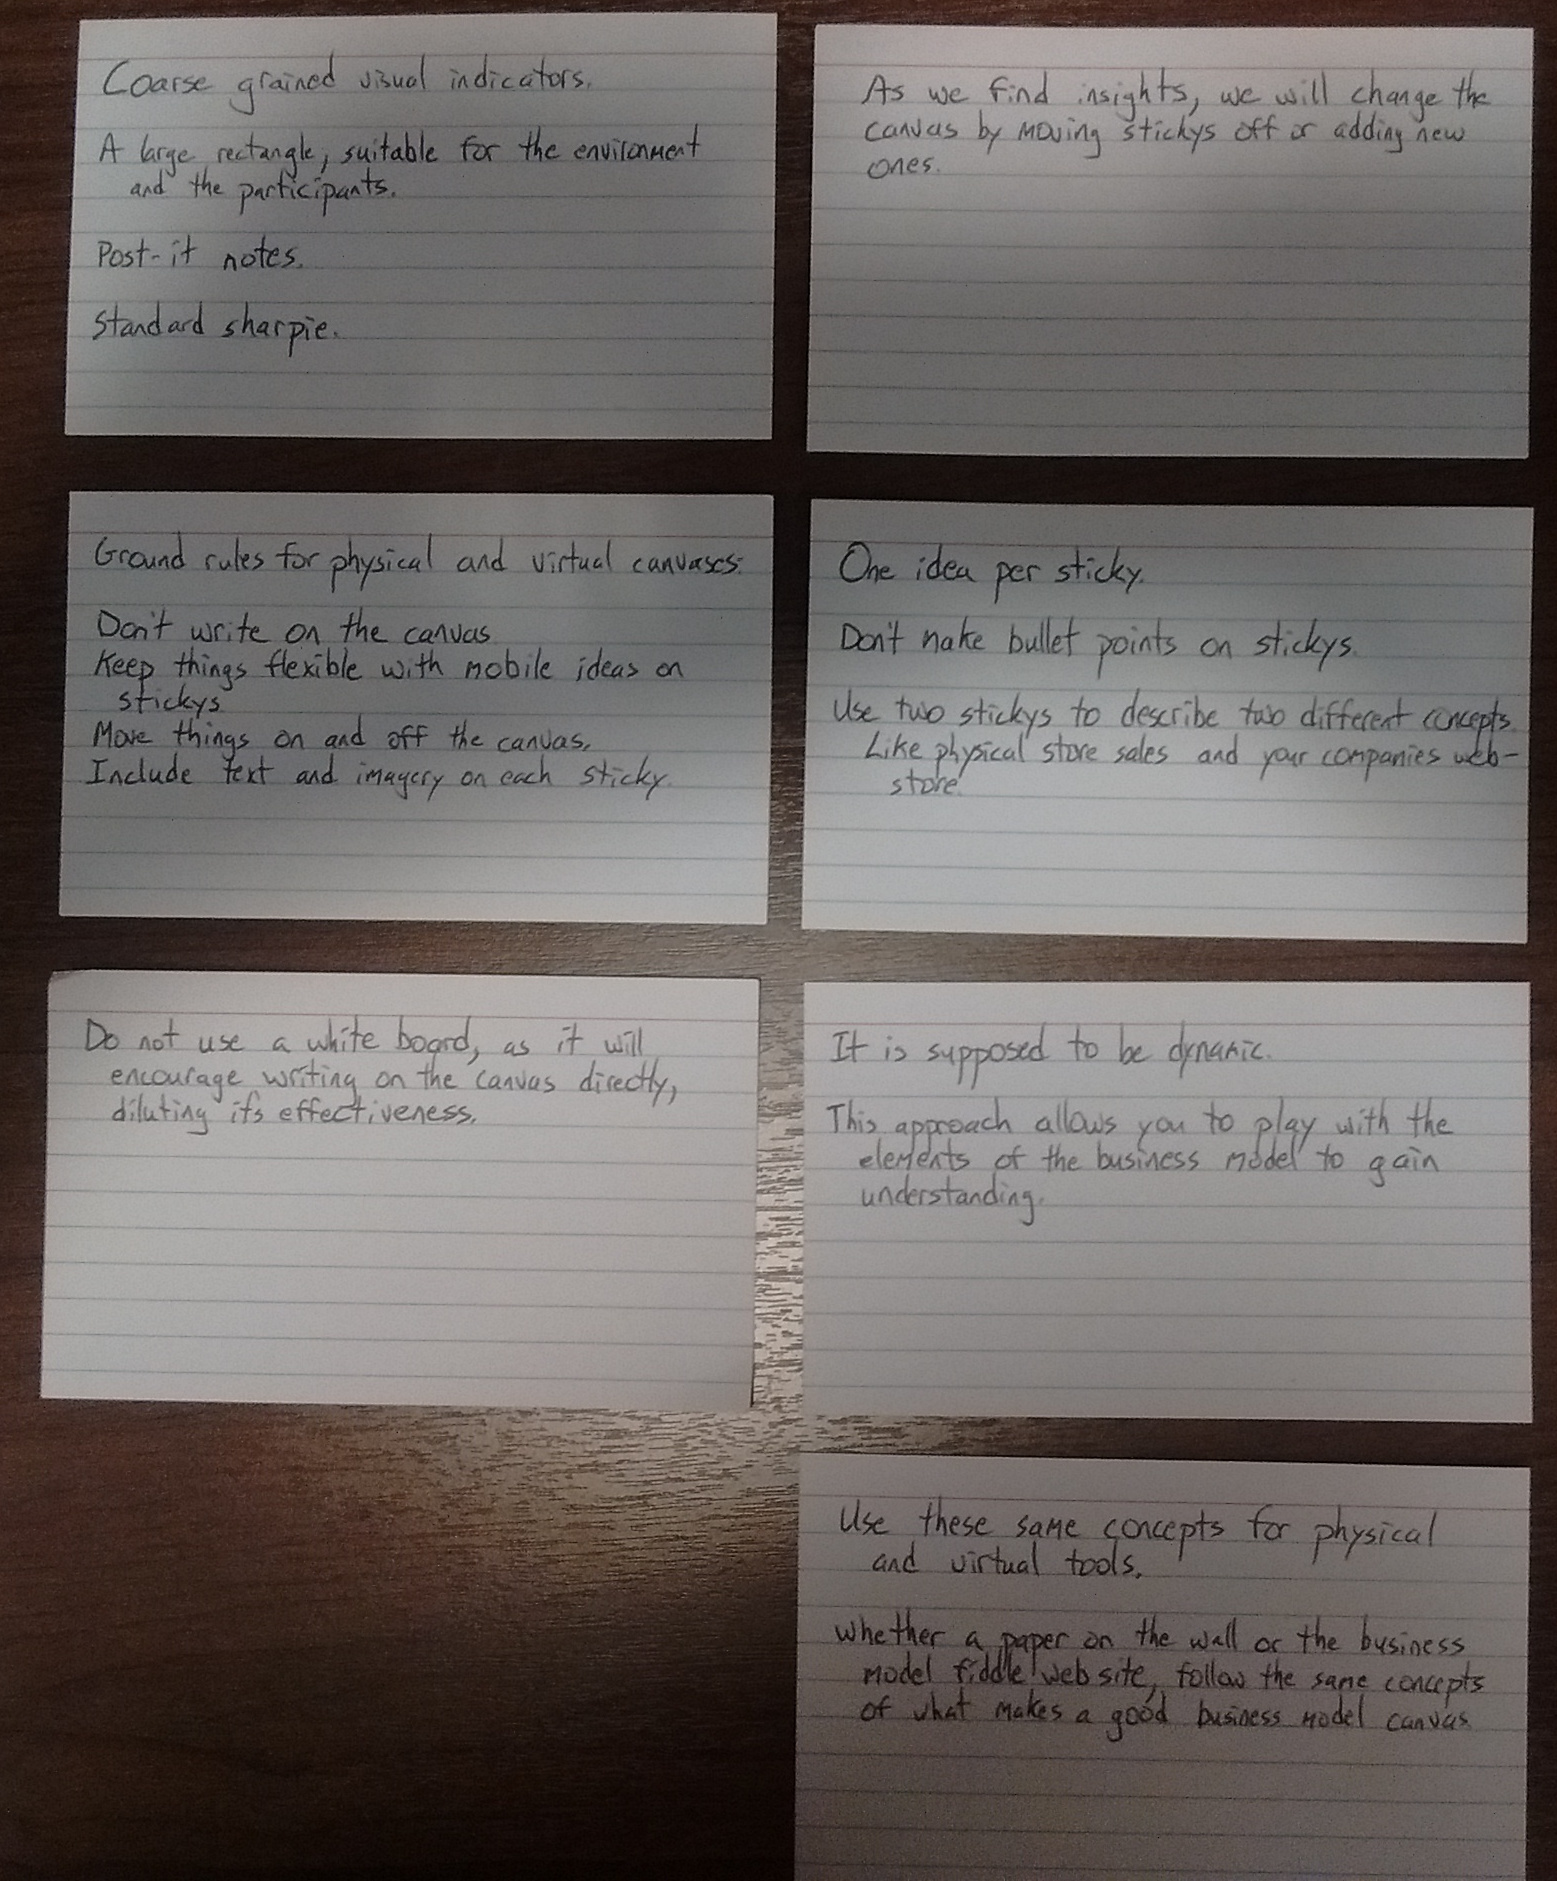 Coarse grained visual indicators.
A large rectangle, suitable for the environment
and the participants.
Post-it notes.
Standard sharpie.
As we find insights, we will change the
canvas by moving stickys off or adding new
ones.
Ground rules for physical and virtual canvases:
Don't write on the canvas
Keep things flexible with mobile ideas on
stickys
Move things on and off the canvas.
Include text and imagery on each sticky.
One idea per sticky.
Don't make bullet points on stickys.
Use two stickys to describe two different concepts.
Like physical store sales and your companies web-
store.
Do not use a white board, as it will
encourage writing on the canvas directly,
diluting it's effectiveness.
It is supposed to be dynamic.
This approach allows you to play with the
elements of the business model to gain
understanding.
Use these same concepts for physical
and virtual tools.
Whether a paper on the wall or the business
model fiddle web site, follow the same concepts
of what makes a good business model canvas